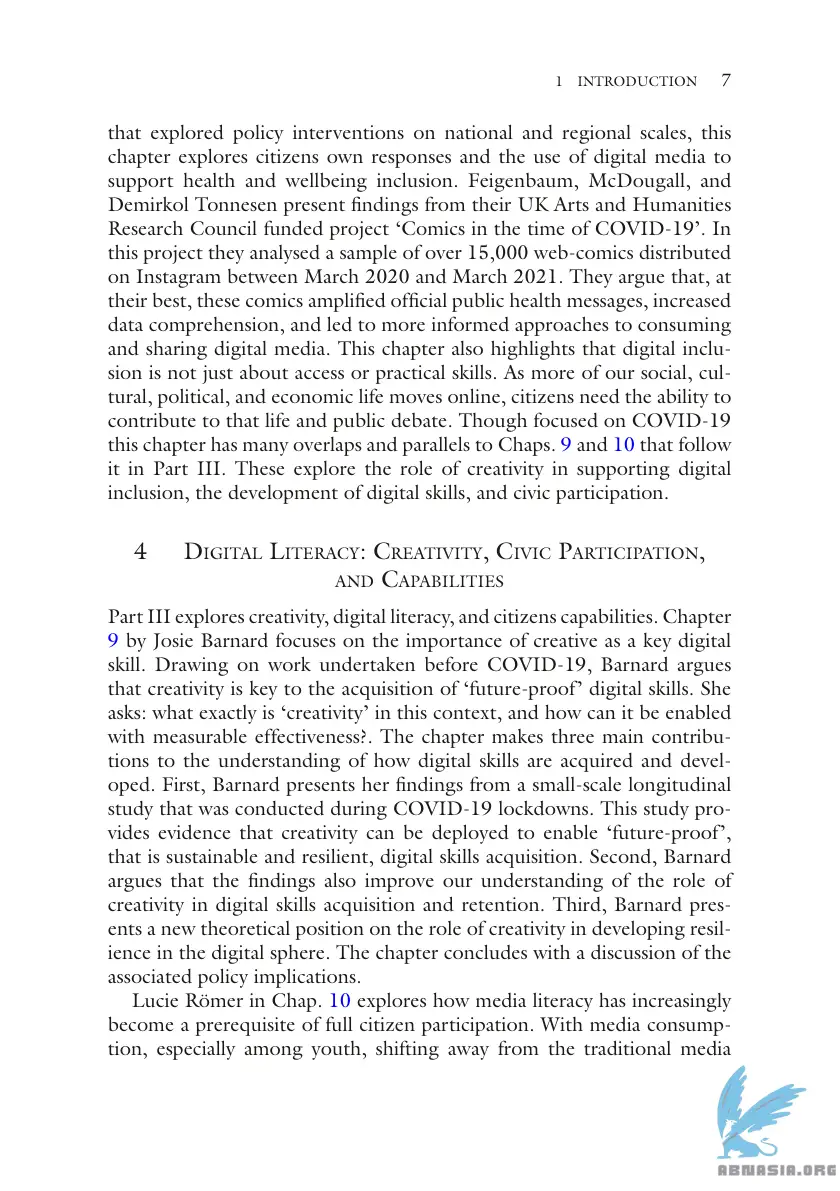 1 INTRODUCTION 7
that explored policy interventions on national and regional scales, this
chapter explores citizens own responses and the use of digital media to
support health and wellbeing inclusion. Feigenbaum, McDougall, and
Demirkol Tonnesen present findings from their UK Arts and Humanities
Research Council funded project ‘Comics in the time of COVID-19’. In
this project they analysed a sample of over 15,000 web-comics distributed
on Instagram between March 2020 and March 2021. They argue that, at
their best, these comics amplified official public health messages, increased
data comprehension, and led to more informed approaches to consuming
and sharing digital media. This chapter also highlights that digital inclu-
sion is not just about access or practical skills. As more of our social, cul-
tural, political, and economic life moves online, citizens need the ability to
contribute to that life and public debate. Though focused on COVID-19
this chapter has many overlaps and parallels to Chaps. 9 and 10 that follow
it in Part III. These explore the role of creativity in supporting digital
inclusion, the development of digital skills, and civic participation.
4 Digital Literacy: Creativity, Civic Participation,
and Capabilities
Part III explores creativity, digital literacy, and citizens capabilities. Chapter
9 by Josie Barnard focuses on the importance of creative as a key digital
skill. Drawing on work undertaken before COVID-19, Barnard argues
that creativity is key to the acquisition of ‘future-proof’ digital skills. She
asks: what exactly is ‘creativity’ in this context, and how can it be enabled
with measurable effectiveness?. The chapter makes three main contribu-
tions to the understanding of how digital skills are acquired and devel-
oped. First, Barnard presents her findings from a small-scale longitudinal
study that was conducted during COVID-19 lockdowns. This study pro-
vides evidence that creativity can be deployed to enable ‘future-proof’,
that is sustainable and resilient, digital skills acquisition. Second, Barnard
argues that the findings also improve our understanding of the role of
creativity in digital skills acquisition and retention. Third, Barnard pres-
ents a new theoretical position on the role of creativity in developing resil-
ience in the digital sphere. The chapter concludes with a discussion of the
associated policy implications.
Lucie Römer in Chap. 10 explores how media literacy has increasingly
become a prerequisite of full citizen participation. With media consump-
tion, especially among youth, shifting away from the traditional media
ABNASIA.ORG